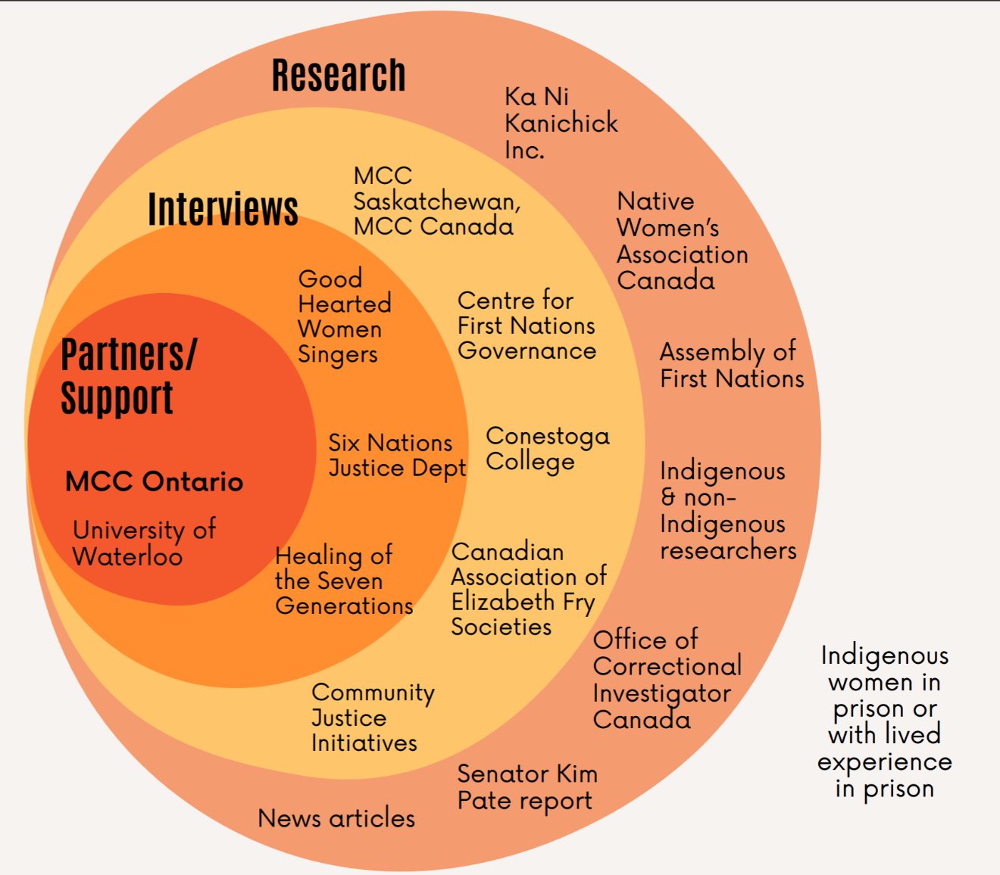 Research
Ka Ni
Kanichick
Inc.
MCC
Saskatchewan,
MCC Canada
Interviews
Native
Women's
Association
Canada
Good
Hearted
Women
Singers
Centre for
First Nations
Governance
Partners/
Support
Assembly of
First Nations
Six Nations
Justice Dept
Conestoga
College
MCC Ontario
University of
Waterloo
Indigenous
& non-
Indigenous
researchers
Healing of
the Seven
Generations
Canadian
Association of
Elizabeth Fry
Societies
Office of
Correctional
Investigator
Canada
Indigenous
women in
prison or
with lived
experience
in prison
Community
Justice
Initiatives
Senator Kim
Pate report
News articles